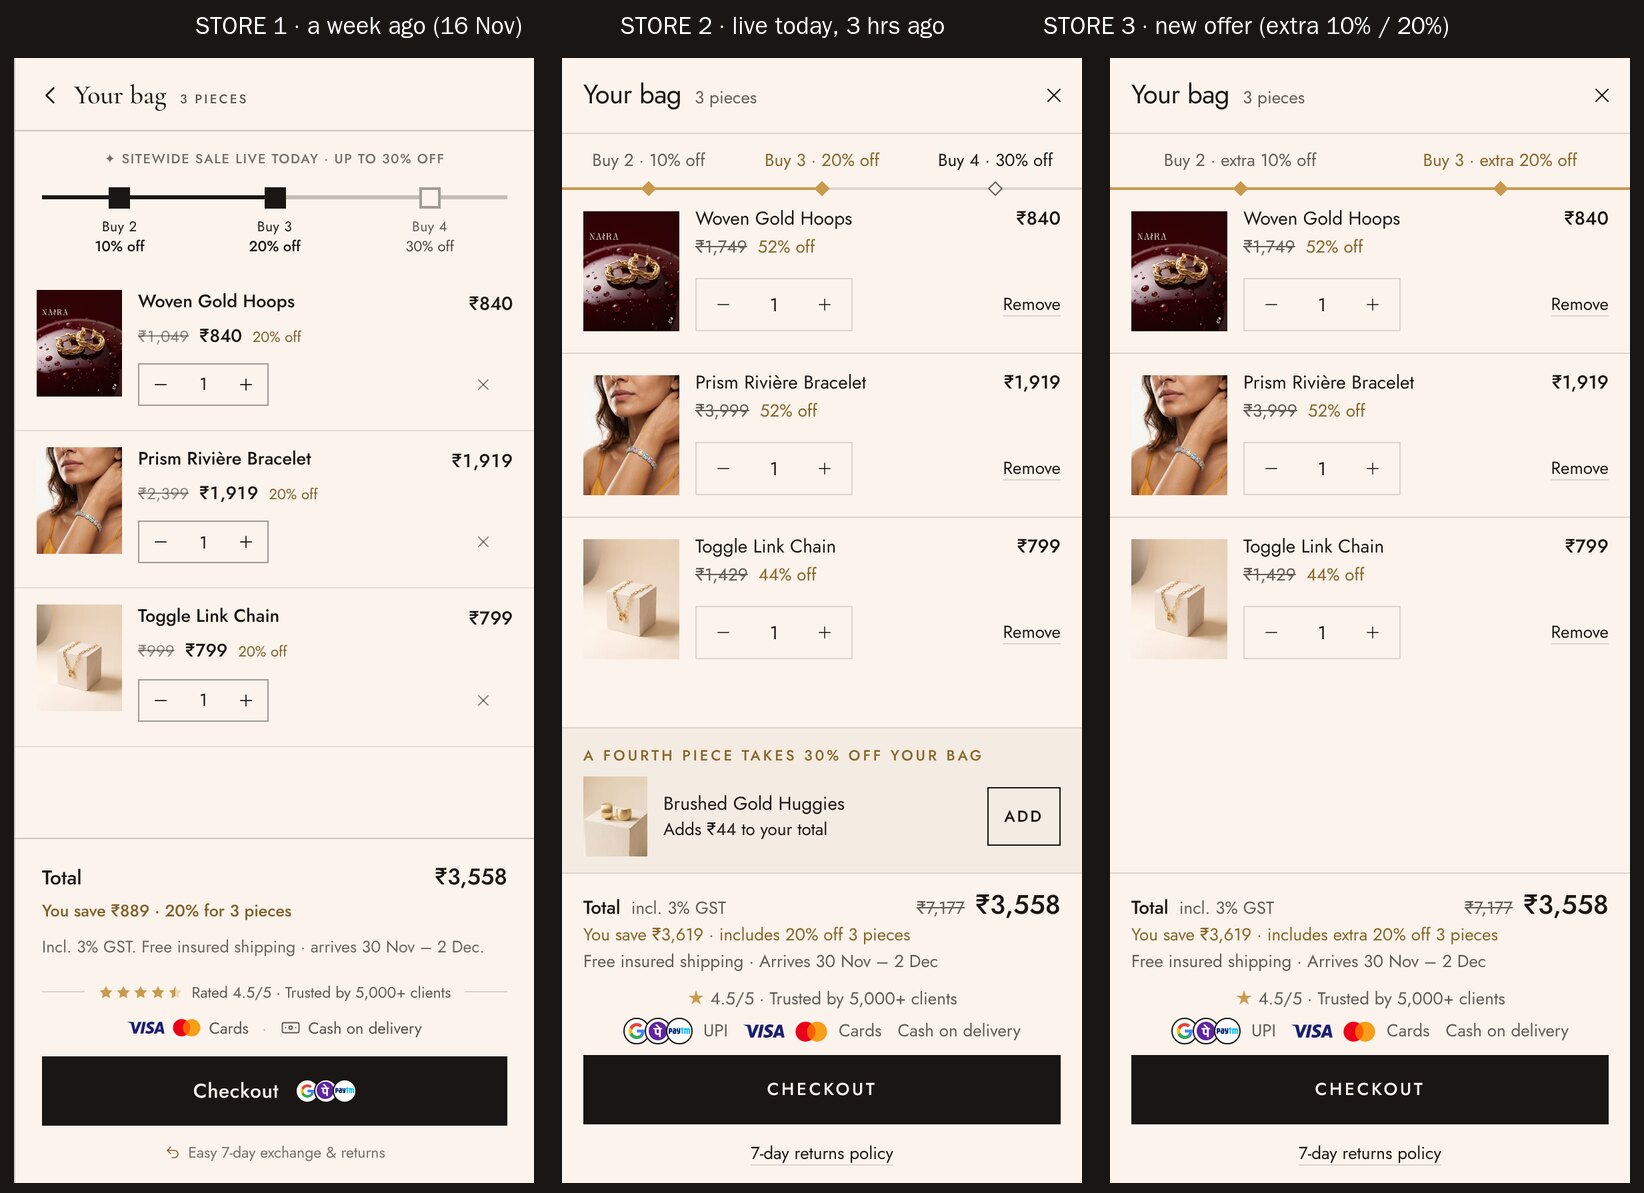 STORE 1 · a week ago (16 Nov)
STORE 2 · live today, 3 hrs ago
STORE 3 · new offer (extra 10% / 20%)
Your bag 3 PIECES
✦ SITEWIDE SALE LIVE TODAY · UP TO 30% OFF
Buy 2 Buy 3 Buy 4
10% off 20% off 30% off
NAIRA
Woven Gold Hoops ₹840
₹1,049 ₹840 20% off
− 1 + ×
Prism Rivière Bracelet ₹1,919
₹2,399 ₹1,919 20% off
− 1 + ×
Toggle Link Chain ₹799
₹999 ₹799 20% off
− 1 + ×
Total ₹3,558
You save ₹889 · 20% for 3 pieces
Incl. 3% GST. Free insured shipping · arrives 30 Nov – 2 Dec.
Rated 4.5/5 · Trusted by 5,000+ clients
VISA Cards · Cash on delivery
Checkout G पे Paytm
Easy 7-day exchange & returns
Your bag 3 pieces ×
Buy 2 · 10% off Buy 3 · 20% off Buy 4 · 30% off
NAIRA
Woven Gold Hoops ₹840
₹1,749 52% off
− 1 + Remove
Prism Rivière Bracelet ₹1,919
₹3,999 52% off
− 1 + Remove
Toggle Link Chain ₹799
₹1,429 44% off
− 1 + Remove
A FOURTH PIECE TAKES 30% OFF YOUR BAG
Brushed Gold Huggies
Adds ₹44 to your total
ADD
Total incl. 3% GST ₹7,177 ₹3,558
You save ₹3,619 · includes 20% off 3 pieces
Free insured shipping · Arrives 30 Nov – 2 Dec
★ 4.5/5 · Trusted by 5,000+ clients
G पे Paytm UPI VISA Cards Cash on delivery
CHECKOUT
7-day returns policy
Your bag 3 pieces ×
Buy 2 · extra 10% off Buy 3 · extra 20% off
NAIRA
Woven Gold Hoops ₹840
₹1,749 52% off
− 1 + Remove
Prism Rivière Bracelet ₹1,919
₹3,999 52% off
− 1 + Remove
Toggle Link Chain ₹799
₹1,429 44% off
− 1 + Remove
Total incl. 3% GST ₹7,177 ₹3,558
You save ₹3,619 · includes extra 20% off 3 pieces
Free insured shipping · Arrives 30 Nov – 2 Dec
★ 4.5/5 · Trusted by 5,000+ clients
G पे Paytm UPI VISA Cards Cash on delivery
CHECKOUT
7-day returns policy